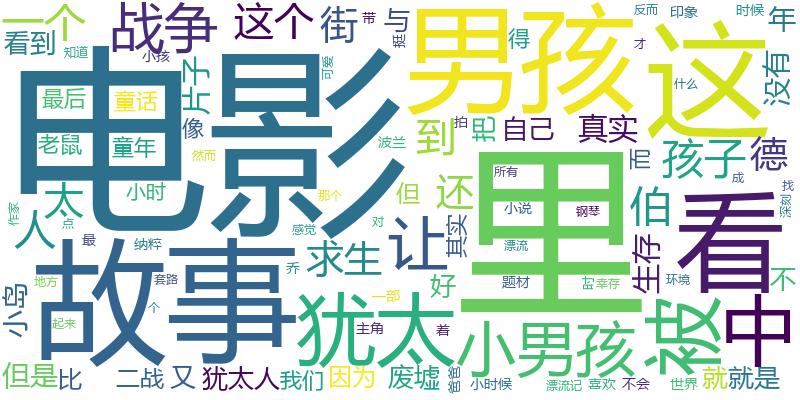 一个 战争 这个 街 带 与 男孩 得 反而 印象 时候 年
看到 知道 小孩 片子 可爱 挺 才 这 没有
电影 最后 童话 什么
老鼠 童年 像 然而 波兰 到 拍 把 自己 真实 而 孩子 德
小时 那个 但 还 里 所有 小说 钢琴 伯 看 成 找 深刻
作家 太 点 人 最 纳粹 感觉 对 让 其实 漂流 生存
故事 乔 求生 题材 幸存 环境 不
小岛 地方 套路 个 起来 犹太 一部 好 主角 着 小男孩 被 中
但是 比 二战 又 犹太人 我们 因为 废墟 爸爸 小时候 漂流记 喜欢 不会 世界 就 就是